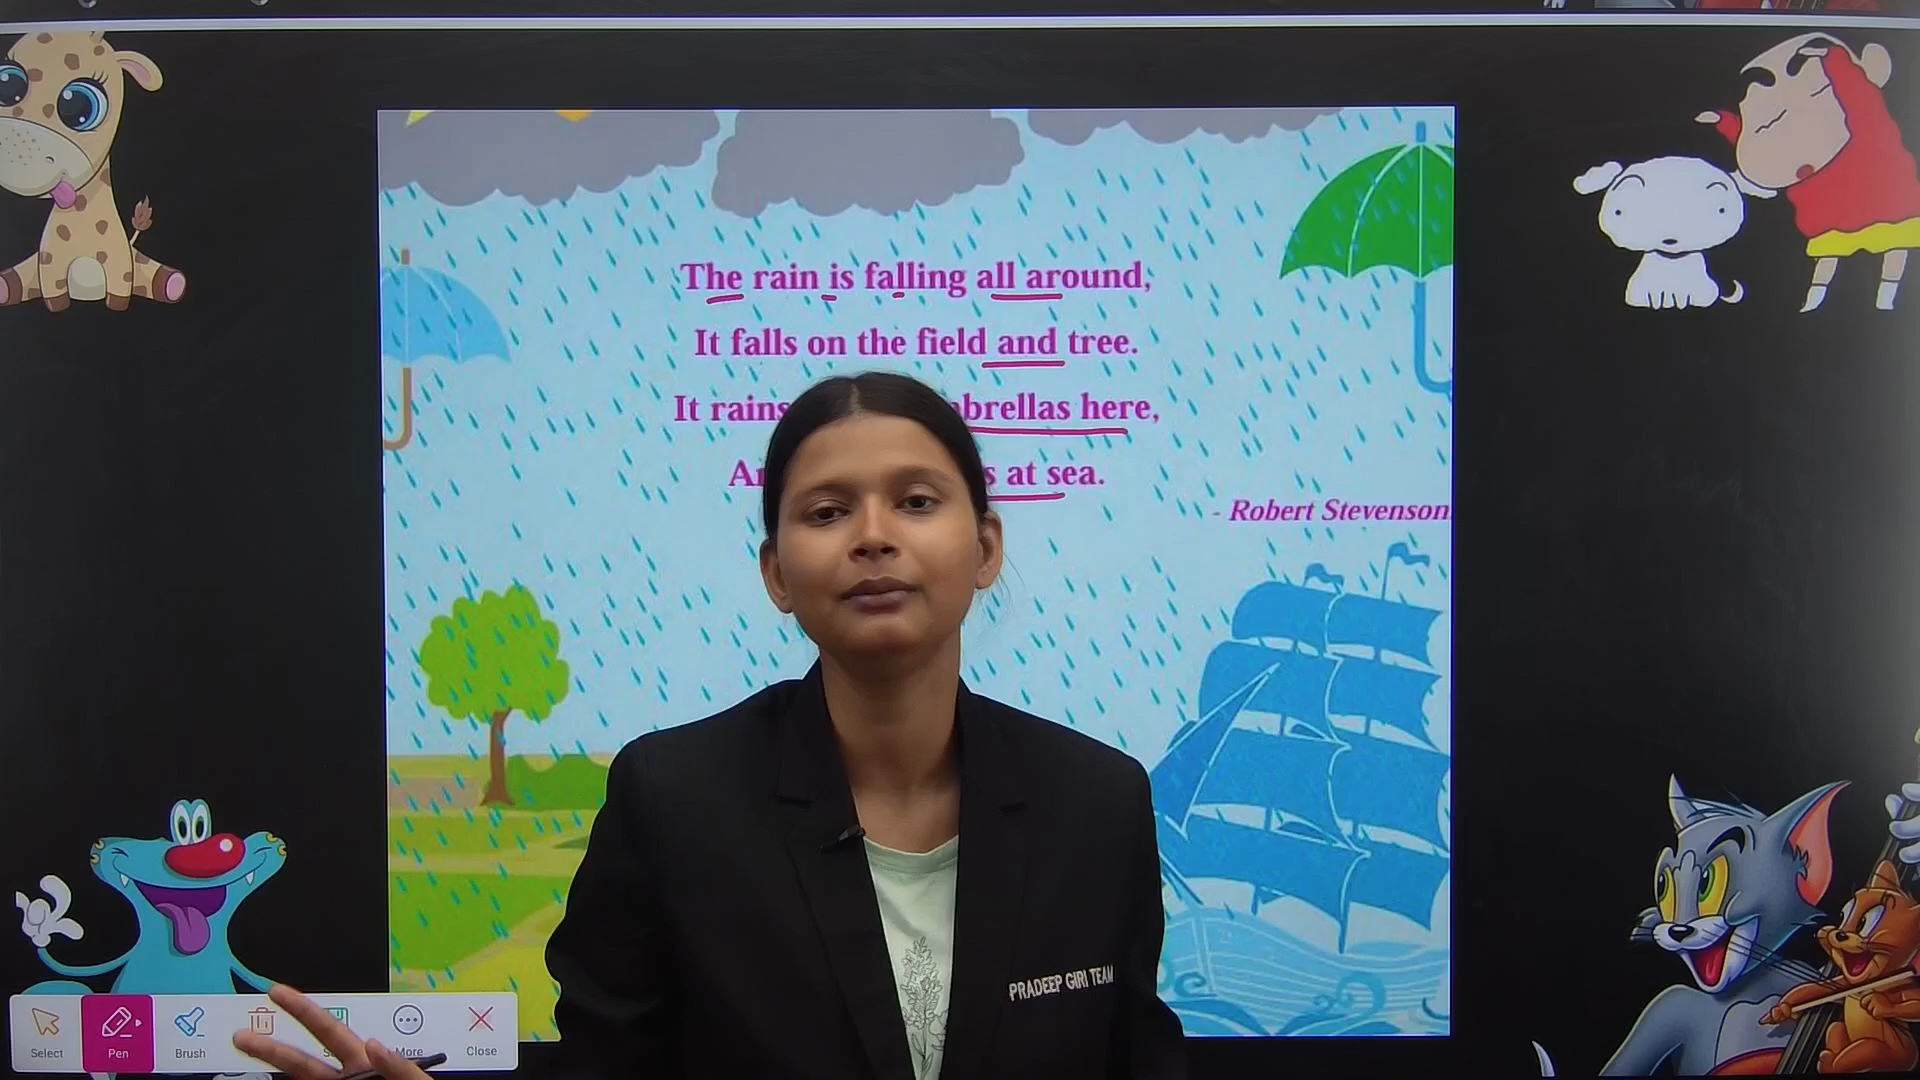 The rain is falling all around,
It falls on the field and tree.
It rains brellas here,
at sea.
- Robert Stevenson
PRADEEP GIRI TEAM
Select
Pen
Brush
More
Close